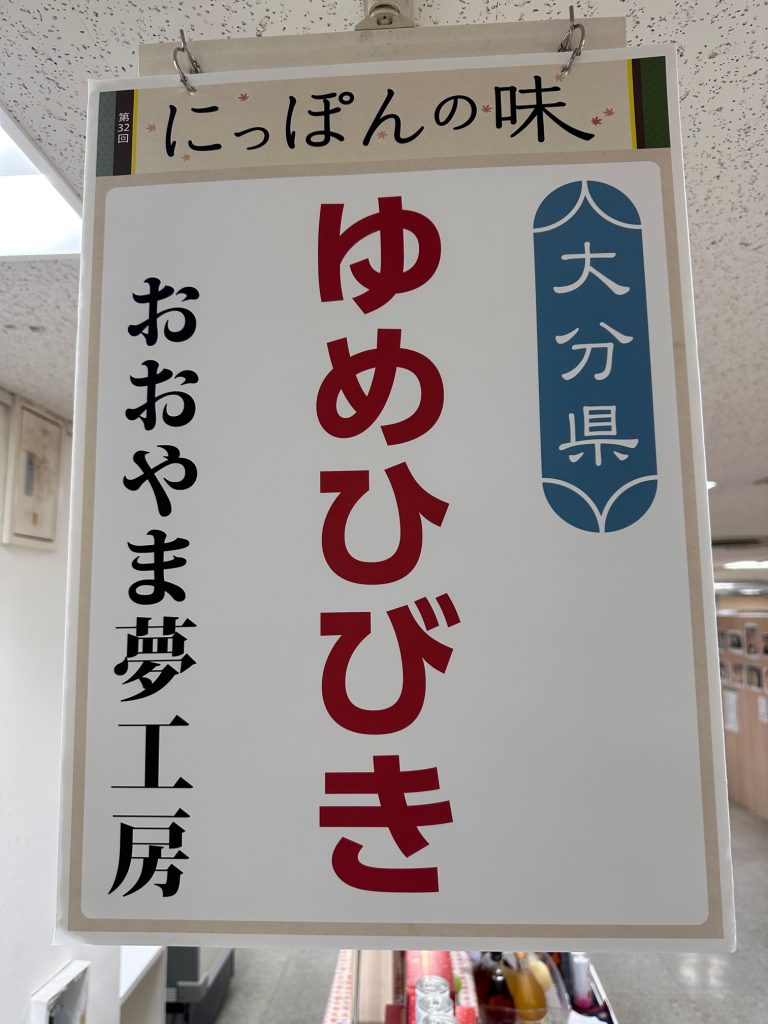 第32回
にっぽんの味
大分県
ゆめひびき
おおやま夢工房